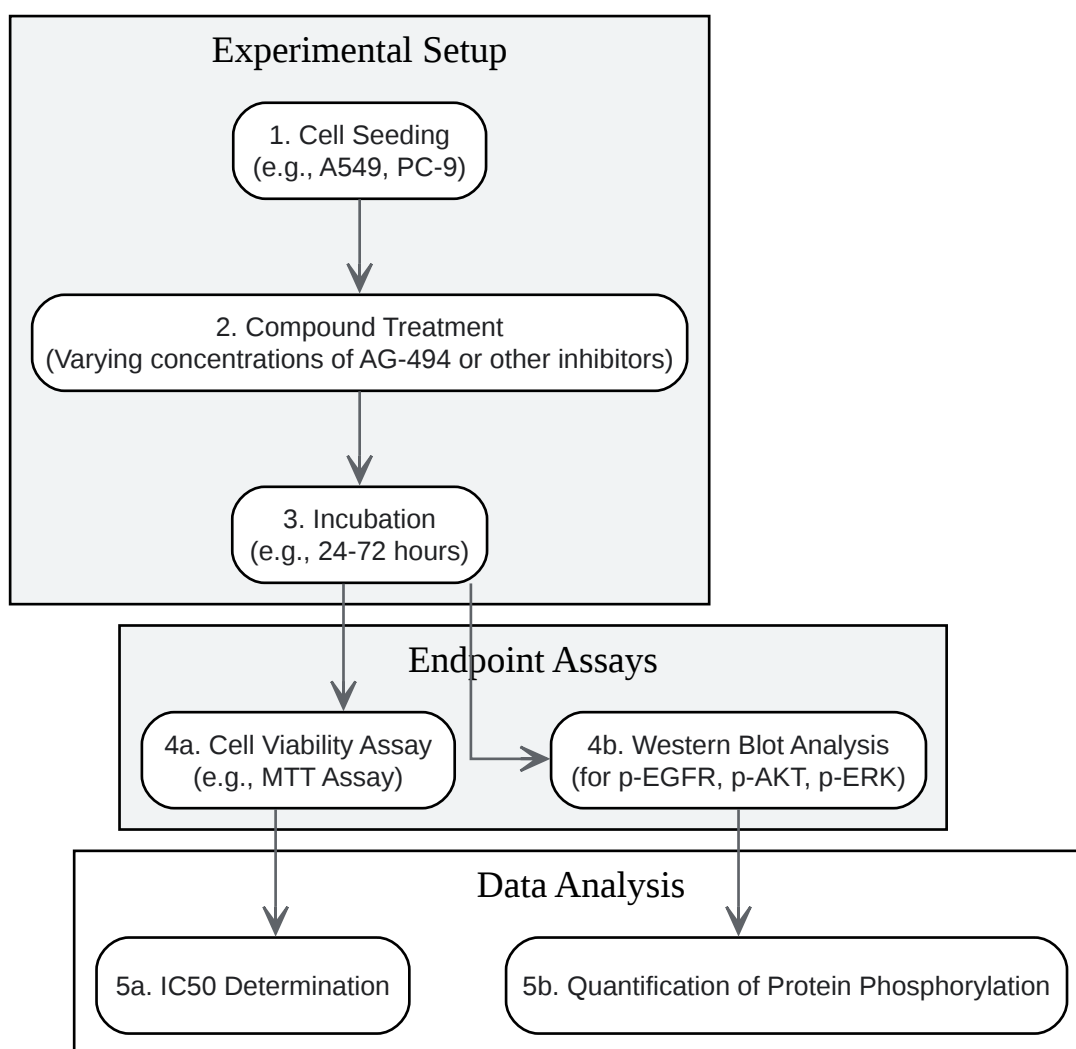 Experimental Setup
1. Cell Seeding
(e.g., A549, PC-9)
2. Compound Treatment
(Varying concentrations of AG-494 or other inhibitors)
3. Incubation
(e.g., 24-72 hours)
Endpoint Assays
4a. Cell Viability Assay
(e.g., MTT Assay)
4b. Western Blot Analysis
(for p-EGFR, p-AKT, p-ERK)
Data Analysis
5a. IC50 Determination
5b. Quantification of Protein Phosphorylation